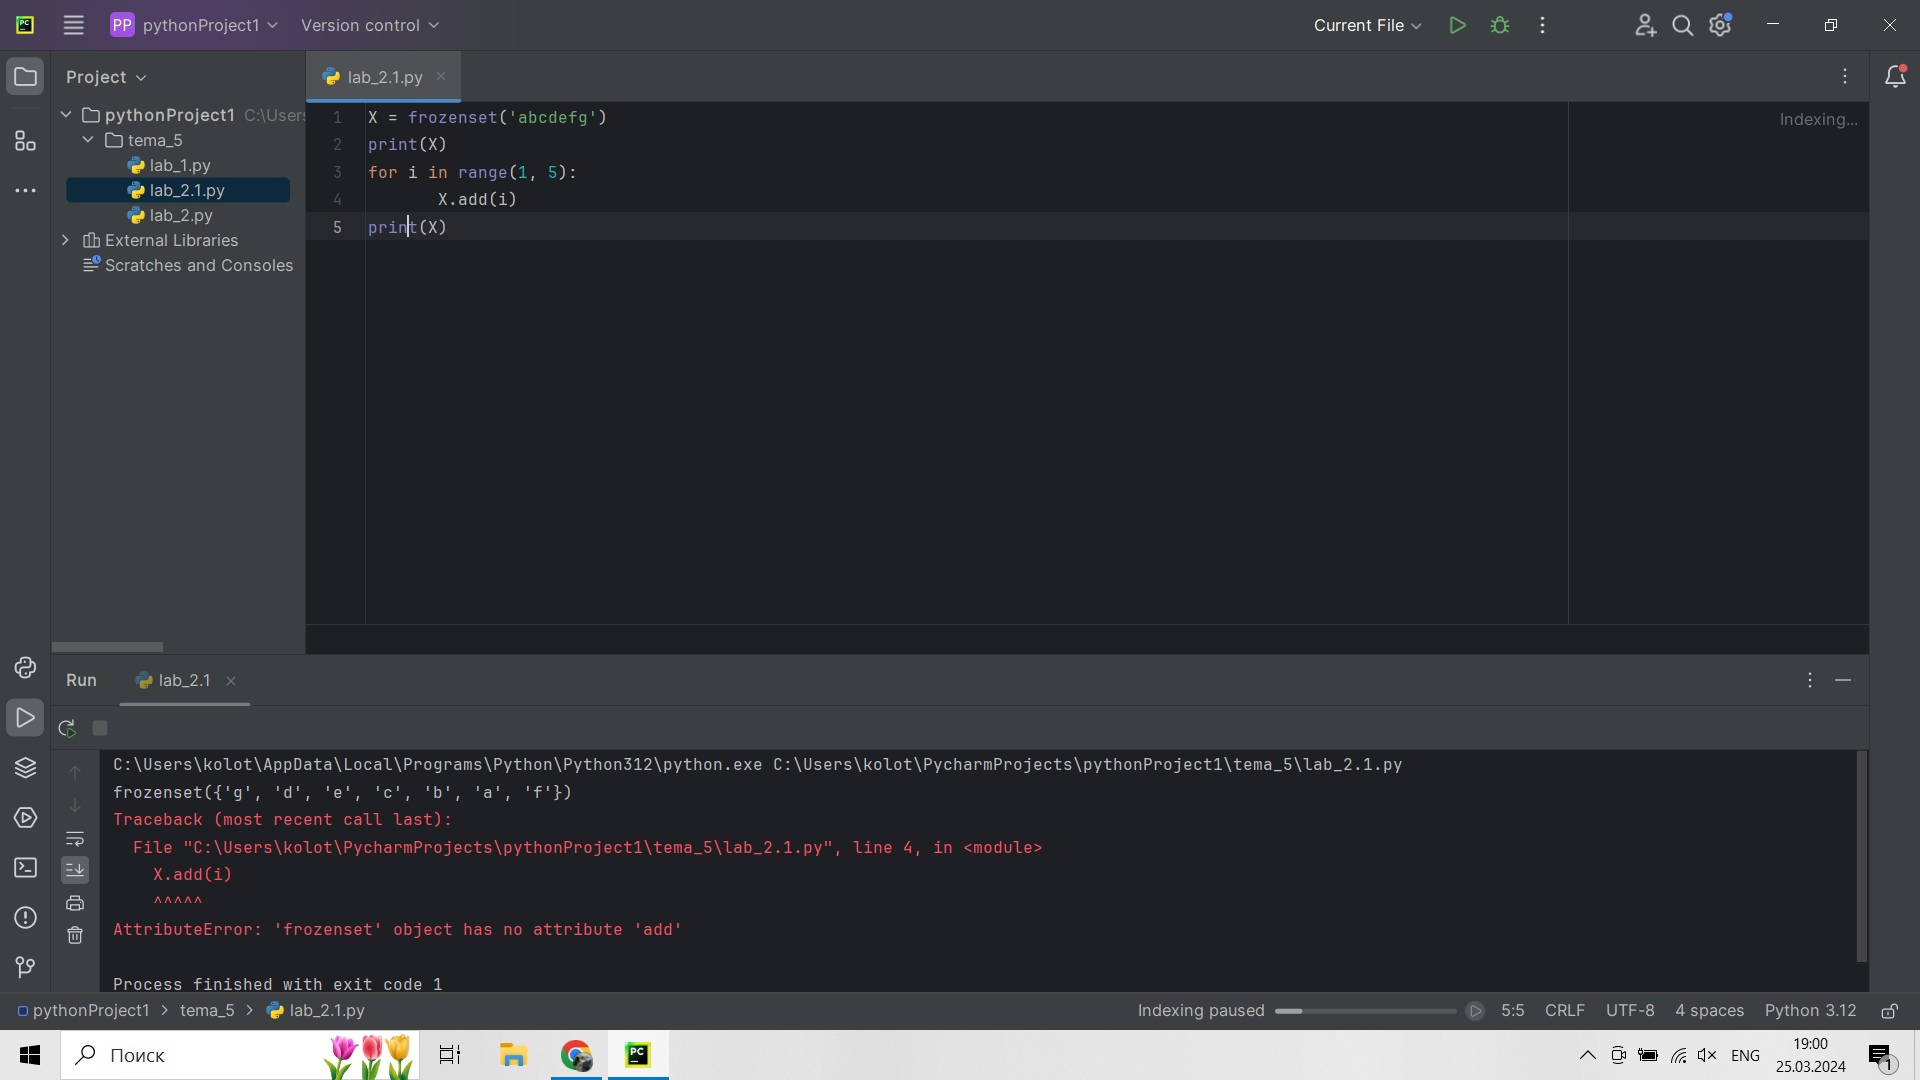 PC
PP pythonProject1
Version control
Current File
Project
pythonProject1 C:\Users
tema_5
lab_1.py
lab_2.1.py
lab_2.py
External Libraries
Scratches and Consoles
lab_2.1.py
Indexing...
1 X = frozenset('abcdefg')
2 print(X)
3 for i in range(1, 5):
4 X.add(i)
5 print(X)
Run
lab_2.1
C:\Users\kolot\AppData\Local\Programs\Python\Python312\python.exe C:\Users\kolot\PycharmProjects\pythonProject1\tema_5\lab_2.1.py
frozenset({'g', 'd', 'e', 'c', 'b', 'a', 'f'})
Traceback (most recent call last):
File "C:\Users\kolot\PycharmProjects\pythonProject1\tema_5\lab_2.1.py", line 4, in <module>
X.add(i)
^^^^^
AttributeError: 'frozenset' object has no attribute 'add'
Process finished with exit code 1
pythonProject1 > tema_5 > lab_2.1.py
Indexing paused
5:5 CRLF UTF-8 4 spaces Python 3.12
Поиск
PC
ENG
19:00
25.03.2024
1